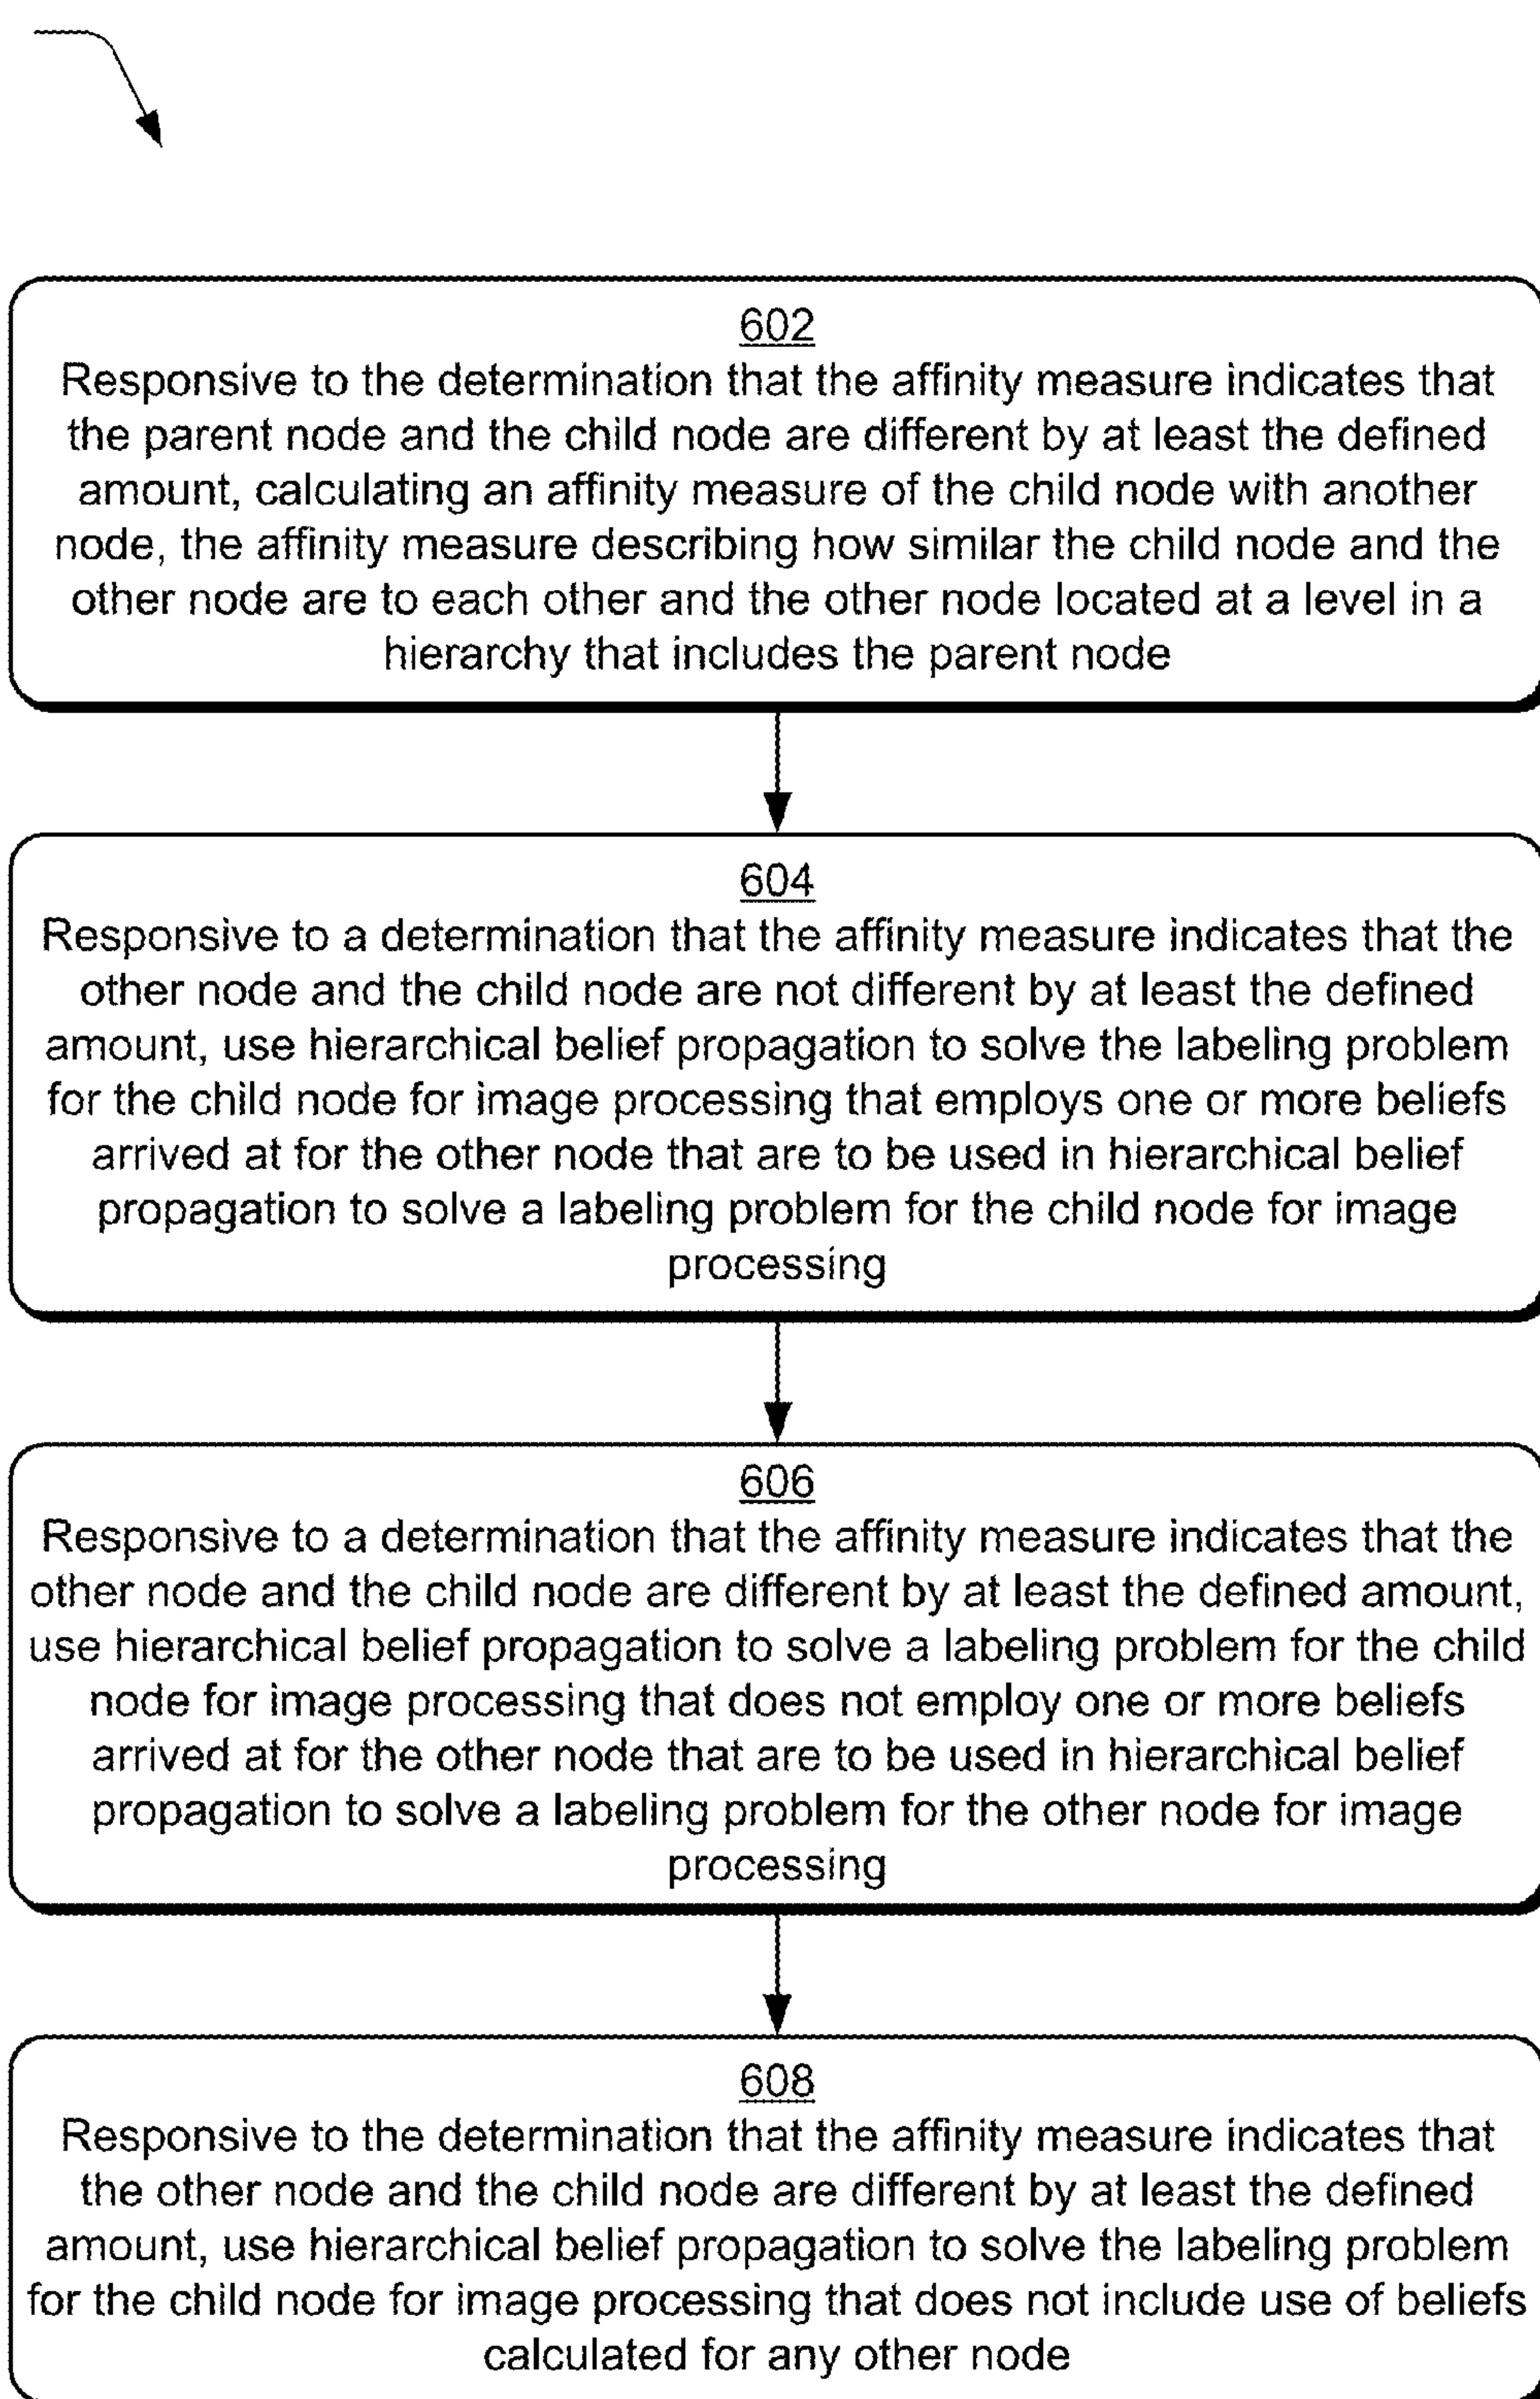 602
Responsive to the determination that the affinity measure indicates that
the parent node and the child node are different by at least the defined
amount, calculating an affinity measure of the child node with another
node, the affinity measure describing how similar the child node and the
other node are to each other and the other node located at a level in a
hierarchy that includes the parent node
604
Responsive to a determination that the affinity measure indicates that the
other node and the child node are not different by at least the defined
amount, use hierarchical belief propagation to solve the labeling problem
for the child node for image processing that employs one or more beliefs
arrived at for the other node that are to be used in hierarchical belief
propagation to solve a labeling problem for the child node for image
processing
606
Responsive to a determination that the affinity measure indicates that the
other node and the child node are different by at least the defined amount,
use hierarchical belief propagation to solve a labeling problem for the child
node for image processing that does not employ one or more beliefs
arrived at for the other node that are to be used in hierarchical belief
propagation to solve a labeling problem for the other node for image
processing
608
Responsive to the determination that the affinity measure indicates that
the other node and the child node are different by at least the defined
amount, use hierarchical belief propagation to solve the labeling problem
for the child node for image processing that does not include use of beliefs
calculated for any other node